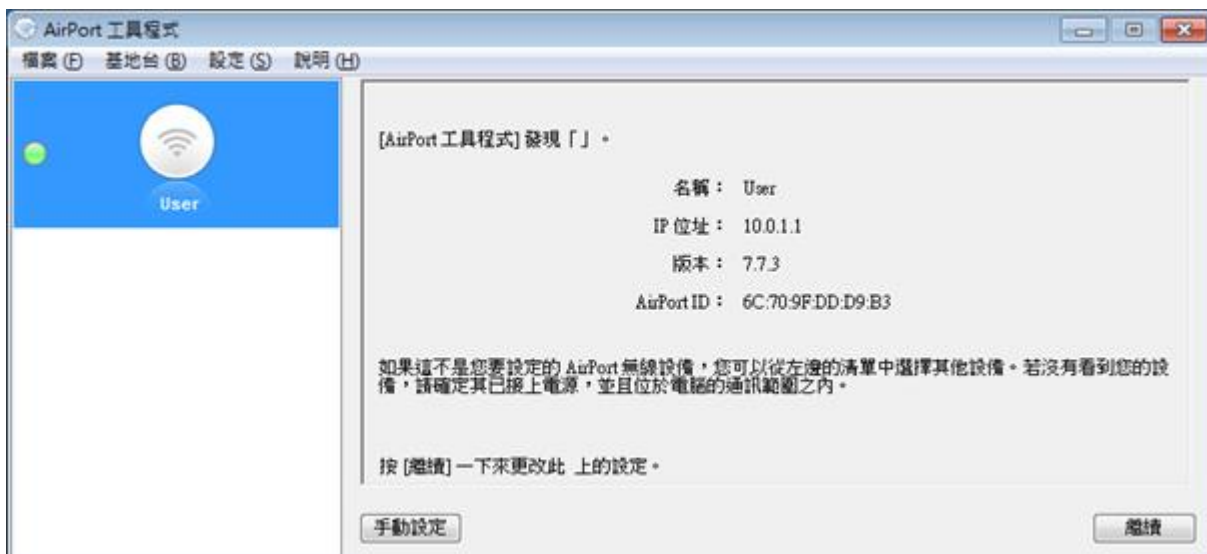 AirPort 工具程式
檔案(F) 基地台(B) 設定(S) 說明(H)
User
[AirPort 工具程式] 發現「」。
名稱： User
IP 位址： 10.0.1.1
版本： 7.7.3
AirPort ID： 6C:70:9F:DD:D9:B3
如果這不是您要設定的 AirPort 無線設備，您可以從左邊的清單中選擇其他設備。若沒有看到您的設
備，請確定其已接上電源，並且位於電腦的通訊範圍之內。
按 [繼續] 一下來更改此 上的設定。
手動設定 繼續